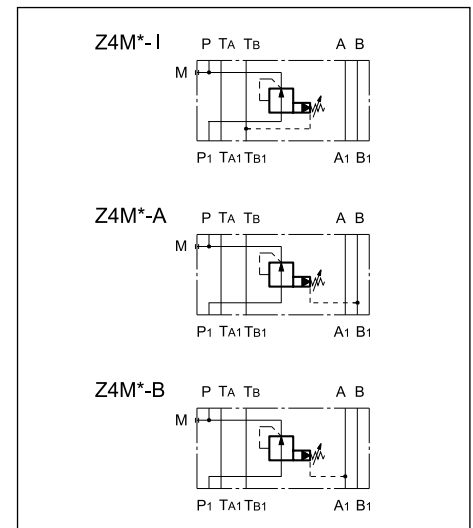 Z4M*-I P TA TB A B
M
P1 TA1 TB1 A1 B1
Z4M*-A P TA TB A B
M
P1 TA1 TB1 A1 B1
Z4M*-B P TA TB A B
M
P1 TA1 TB1 A1 B1